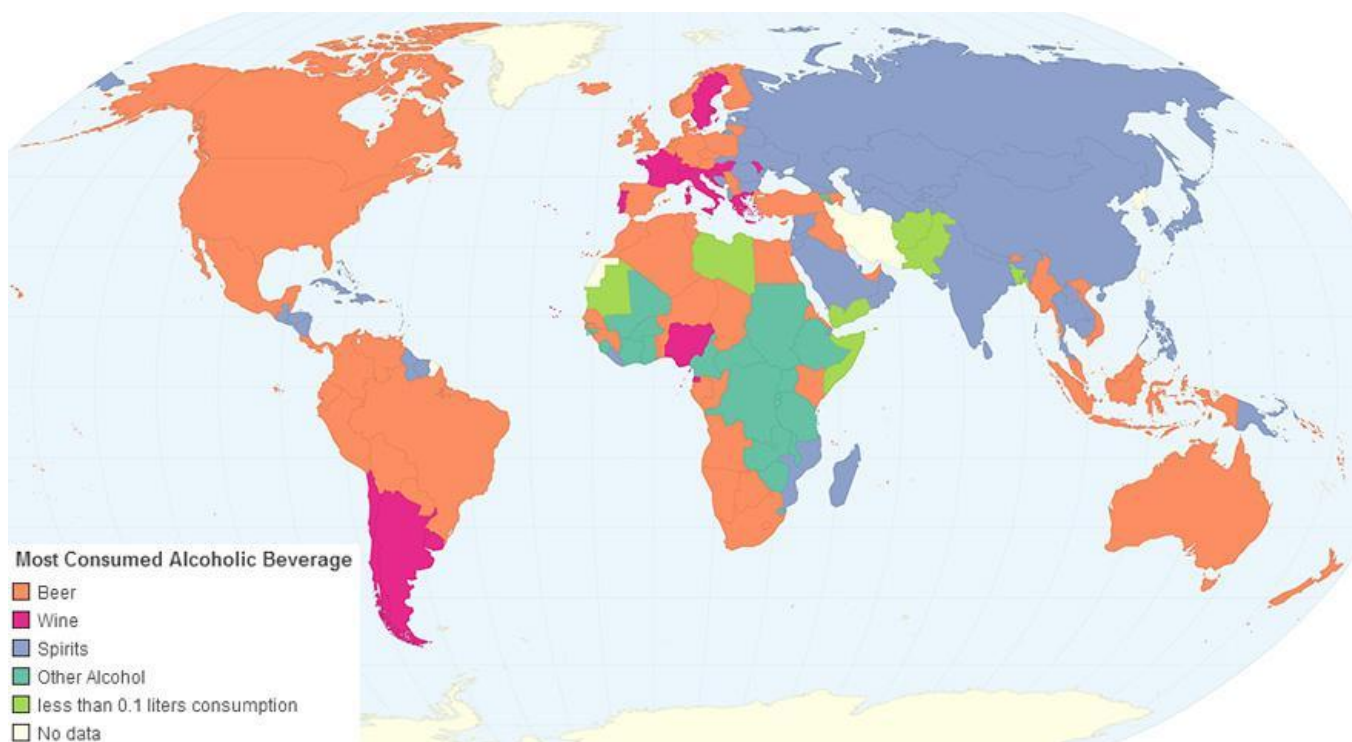 Most Consumed Alcoholic Beverage
Beer
Wine
Spirits
Other Alcohol
less than 0.1 liters consumption
No data